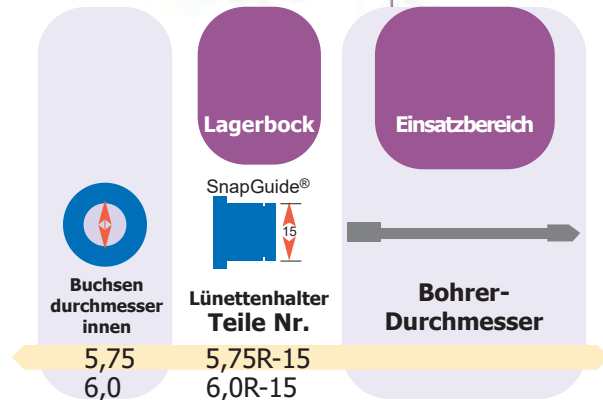 Lagerbock
Einsatzbereich
SnapGuide®
15
Buchsen
durchmesser
innen
Lünettenhalter
Teile Nr.
Bohrer-
Durchmesser
5,75 5,75R-15
6,0 6,0R-15